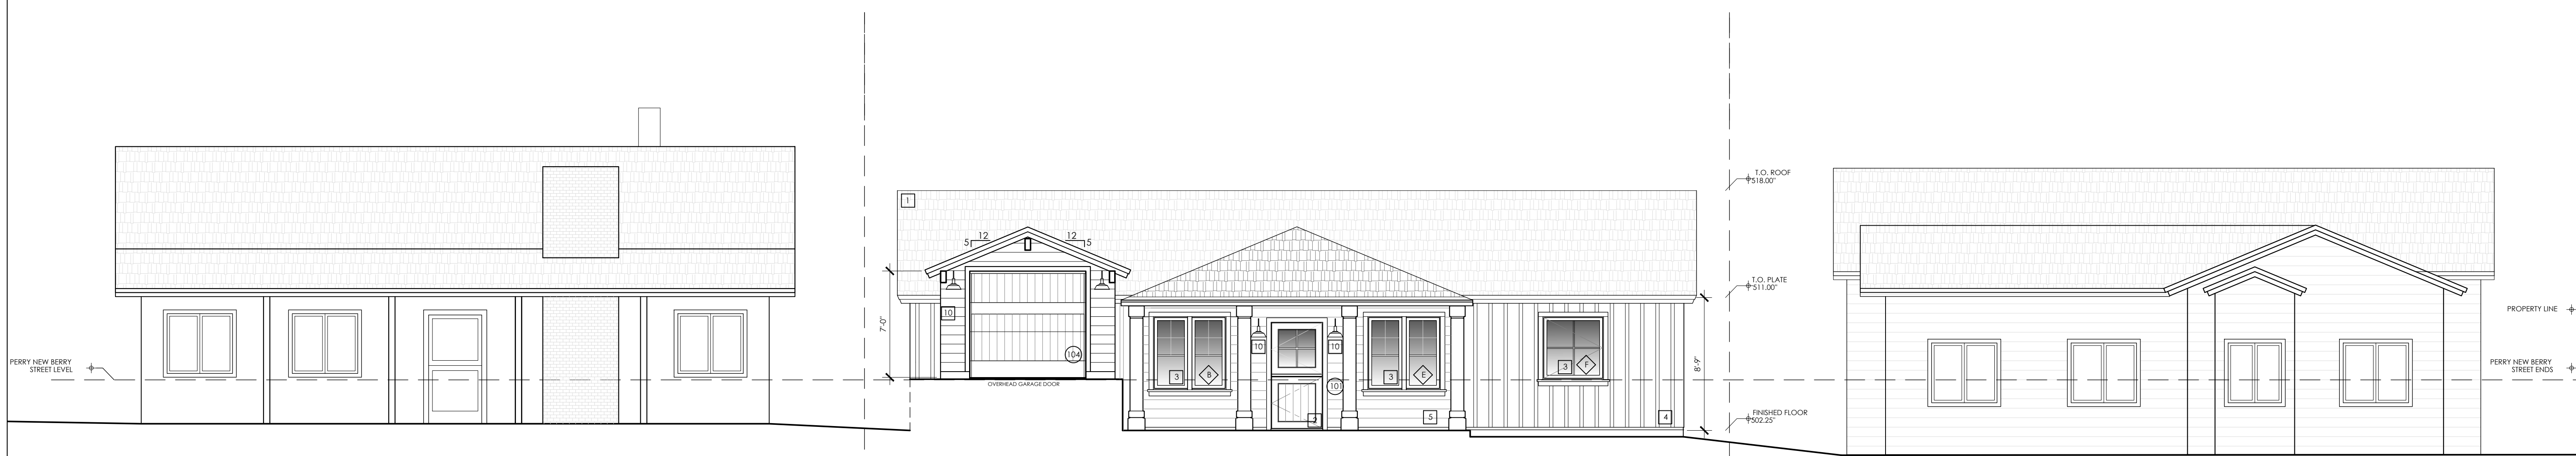 PERRY NEW BERRY
STREET LEVEL
1
12
5
12
5
7'-0"
10
104
OVERHEAD GARAGE DOOR
3
B
10
2
10
101
3
E
5
3
F
4
8'-9"
T.O. ROOF
518.00"
T.O. PLATE
511.00"
FINISHED FLOOR
502.25"
PROPERTY LINE
PERRY NEW BERRY
STREET ENDS